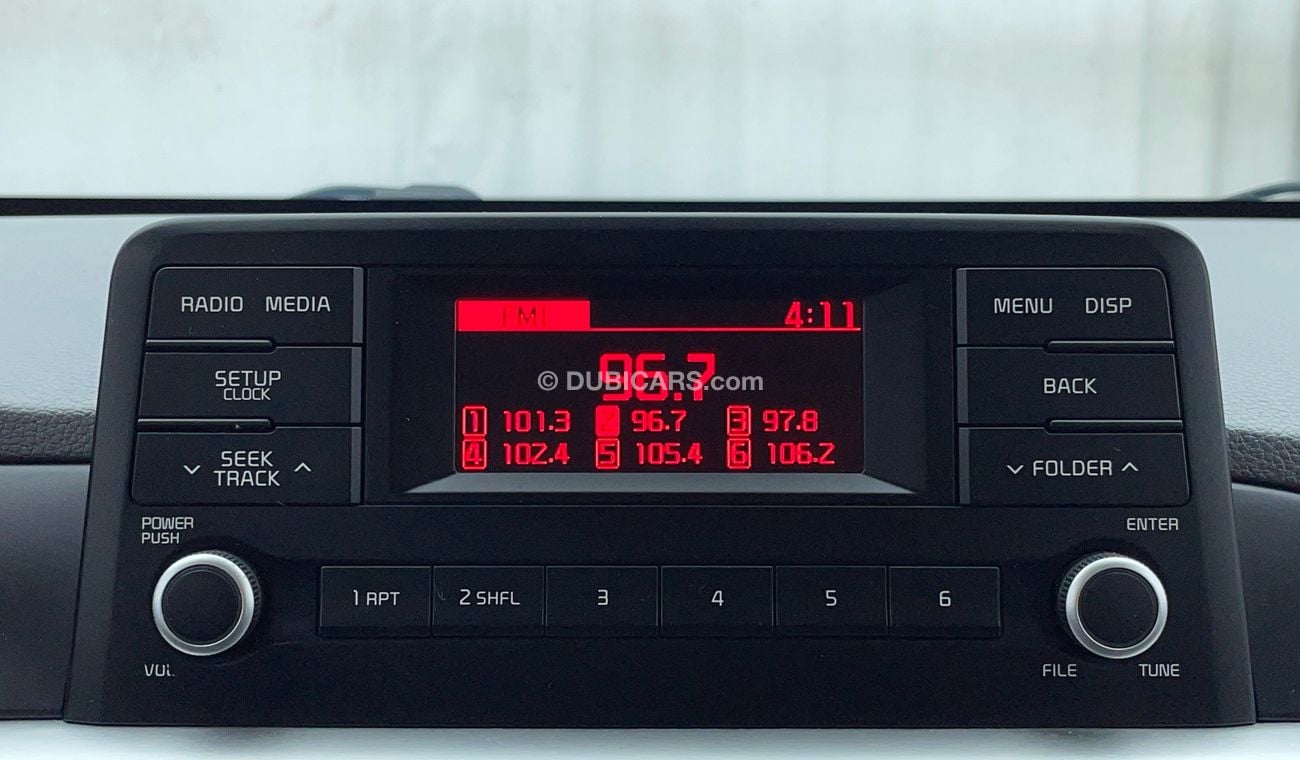 RADIO MEDIA
SETUP
CLOCK
SEEK
TRACK
FM1 4:11
96.7
© DUBICARS.com
1 101.3 2 96.7 3 97.8
4 102.4 5 105.4 6 106.2
MENU DISP
BACK
FOLDER
POWER
PUSH
VOL
1 RPT 2 SHFL 3 4 5 6
ENTER
FILE TUNE